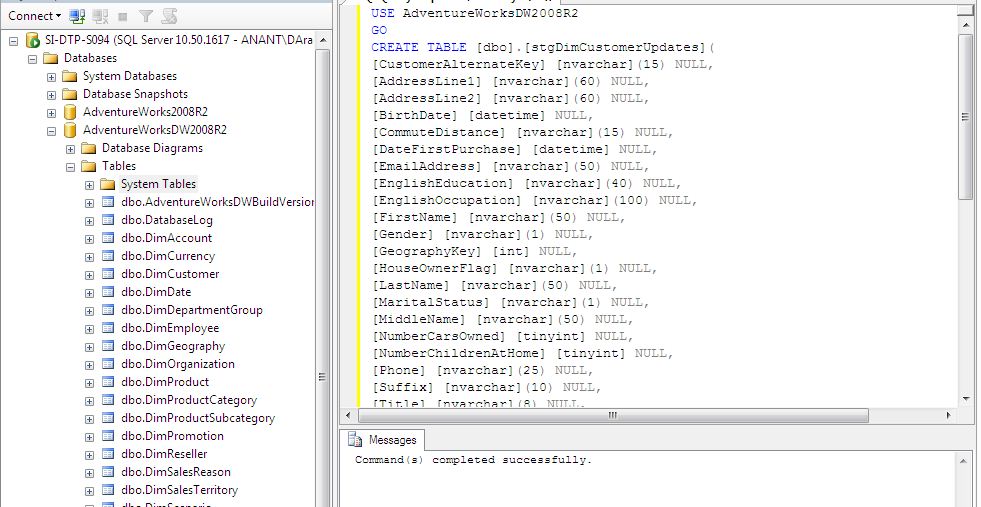 Connect
SI-DTP-S094 (SQL Server 10.50.1617 - ANANT\DAra
Databases
System Databases
Database Snapshots
AdventureWorks2008R2
AdventureWorksDW2008R2
Database Diagrams
Tables
System Tables
dbo.AdventureWorksDWBuildVersion
dbo.DatabaseLog
dbo.DimAccount
dbo.DimCurrency
dbo.DimCustomer
dbo.DimDate
dbo.DimDepartmentGroup
dbo.DimEmployee
dbo.DimGeography
dbo.DimOrganization
dbo.DimProduct
dbo.DimProductCategory
dbo.DimProductSubcategory
dbo.DimPromotion
dbo.DimReseller
dbo.DimSalesReason
dbo.DimSalesTerritory
dbo.DimScenario
USE AdventureWorksDW2008R2
GO
CREATE TABLE [dbo].[stgDimCustomerUpdates](
[CustomerAlternateKey] [nvarchar](15) NULL,
[AddressLine1] [nvarchar](60) NULL,
[AddressLine2] [nvarchar](60) NULL,
[BirthDate] [datetime] NULL,
[CommuteDistance] [nvarchar](15) NULL,
[DateFirstPurchase] [datetime] NULL,
[EmailAddress] [nvarchar](50) NULL,
[EnglishEducation] [nvarchar](40) NULL,
[EnglishOccupation] [nvarchar](100) NULL,
[FirstName] [nvarchar](50) NULL,
[Gender] [nvarchar](1) NULL,
[GeographyKey] [int] NULL,
[HouseOwnerFlag] [nvarchar](1) NULL,
[LastName] [nvarchar](50) NULL,
[MaritalStatus] [nvarchar](1) NULL,
[MiddleName] [nvarchar](50) NULL,
[NumberCarsOwned] [tinyint] NULL,
[NumberChildrenAtHome] [tinyint] NULL,
[Phone] [nvarchar](25) NULL,
[Suffix] [nvarchar](10) NULL,
[Title] [nvarchar](8) NULL,
Messages
Command(s) completed successfully.